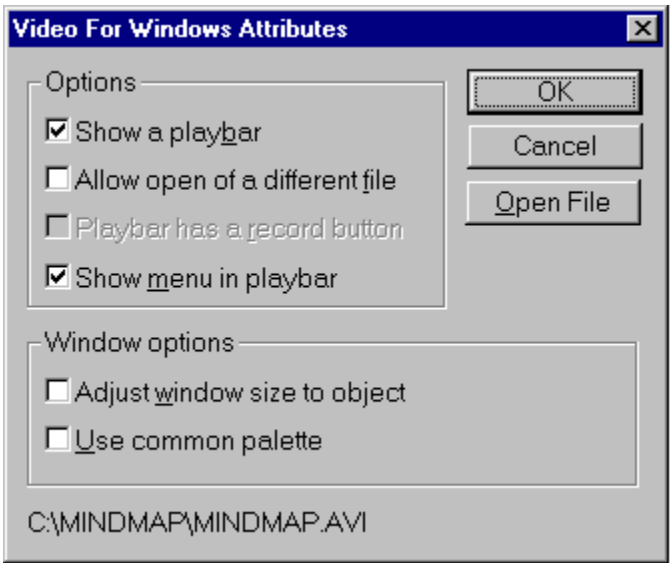 Video For Windows Attributes
Options
Show a playbar
Allow open of a different file
Playbar has a record button
Show menu in playbar
OK
Cancel
Open File
Window options
Adjust window size to object
Use common palette
C:\MINDMAP\MINDMAP.AVI